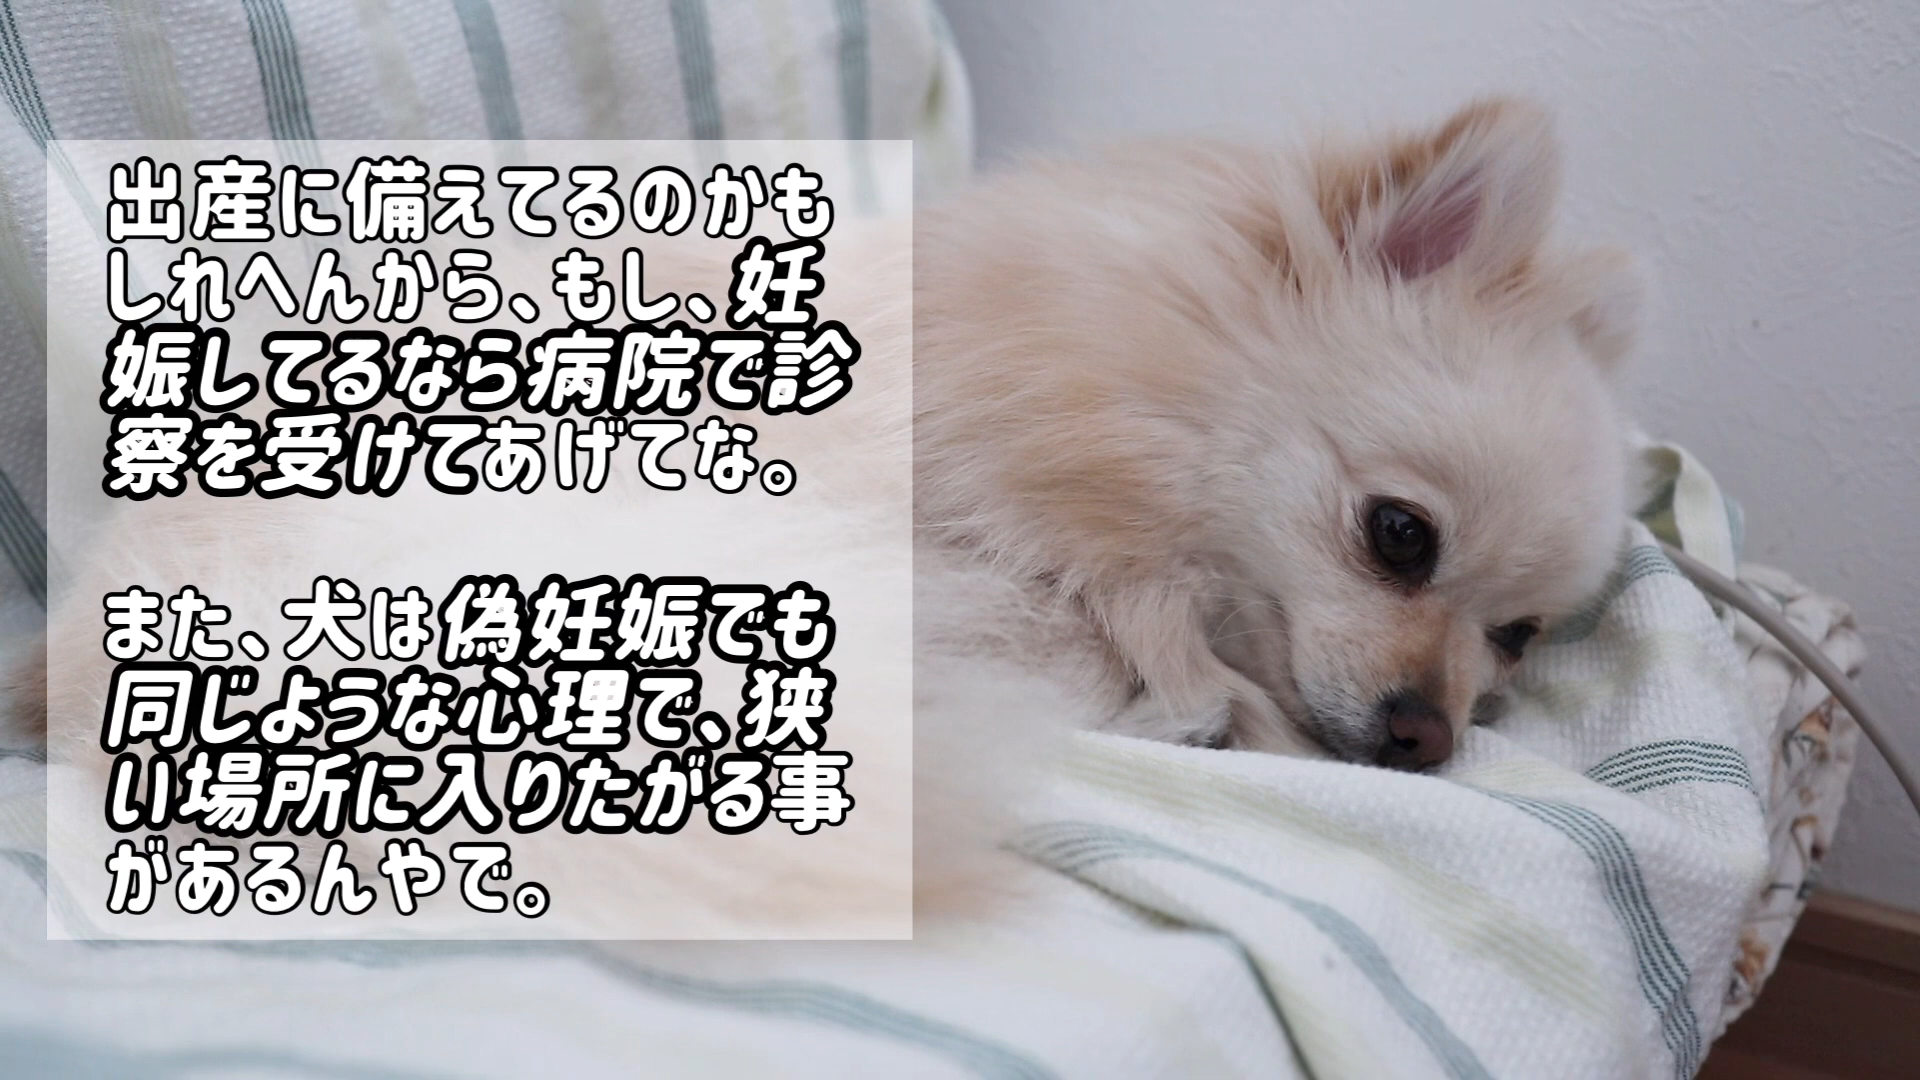 出産に備えてるのかも
しれへんから、もし、妊
娠してるなら病院で診
察を受けてあげてな。
また、犬は偽妊娠でも
同じような心理で、狭
い場所に入りたがる事
があるんやで。